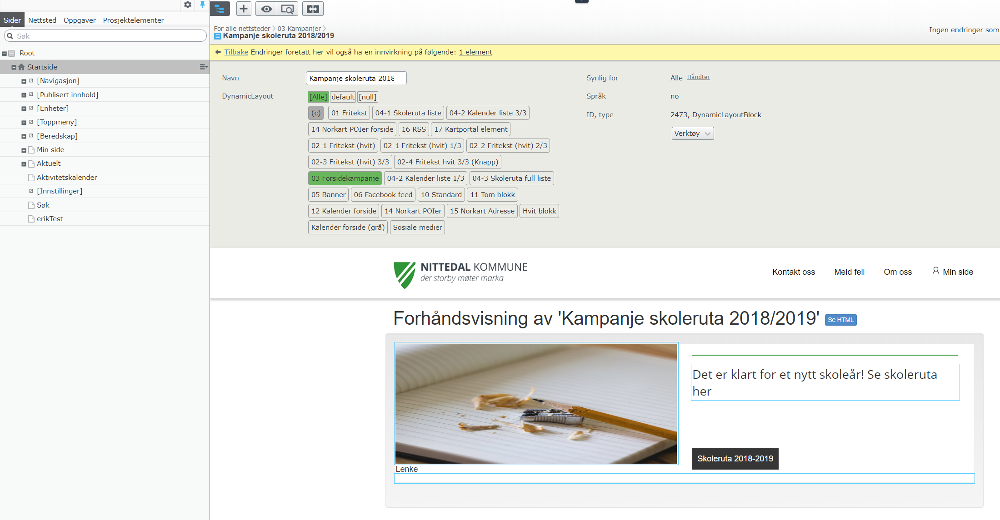 Sider Nettsted Oppgaver Prosjektelementer
Søk
Root
Startside
[Navigasjon]
[Publisert innhold]
[Enheter]
[Toppmeny]
[Beredskap]
Min side
Aktuelt
Aktivitetskalender
[Innstillinger]
Søk
erikTest
For alle nettsteder 03 Kampanjer
Kampanje skoleruta 2018/2019
Ingen endringer som
Tilbake Endringer foretatt her vil også ha en innvirkning på følgende: 1 element
Navn Kampanje skoleruta 2018
DynamicLayout [Alle] default [null]
(c) 01 Fritekst 04-1 Skoleruta liste 04-2 Kalender liste 3/3
14 Norkart POIer forside 16 RSS 17 Kartportal element
02-1 Fritekst (hvit) 02-1 Fritekst (hvit) 1/3 02-2 Fritekst (hvit) 2/3
02-3 Fritekst (hvit) 3/3 02-4 Fritekst hvit 3/3 (Knapp)
03 Forsidekampanje 04-2 Kalender liste 1/3 04-3 Skoleruta full liste
05 Banner 06 Facebook feed 10 Standard 11 Tom blokk
12 Kalender forside 14 Norkart POIer 15 Norkart Adresse Hvit blokk
Kalender forside (grå) Sosiale medier
Synlig for Alle Håndter
Språk no
ID, type 2473, DynamicLayoutBlock
Verktøy
NITTEDAL KOMMUNE
der storby møter marka
Kontakt oss Meld feil Om oss Min side
Forhåndsvisning av 'Kampanje skoleruta 2018/2019' Se HTML
Det er klart for et nytt skoleår! Se skoleruta
her
Skoleruta 2018-2019
Lenke